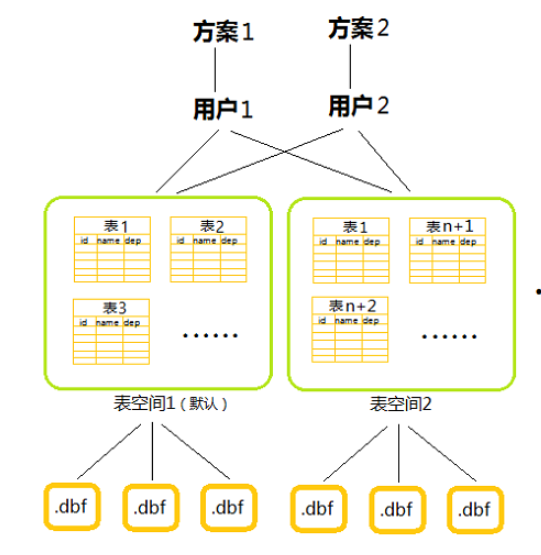 方案1 方案2
用户1 用户2
表1 表2 表1 表n+1
id name dep id name dep id name dep id name dep
表3 表n+2
id name dep ...... id name dep ......
表空间1（默认） 表空间2
.dbf .dbf .dbf .dbf .dbf .dbf